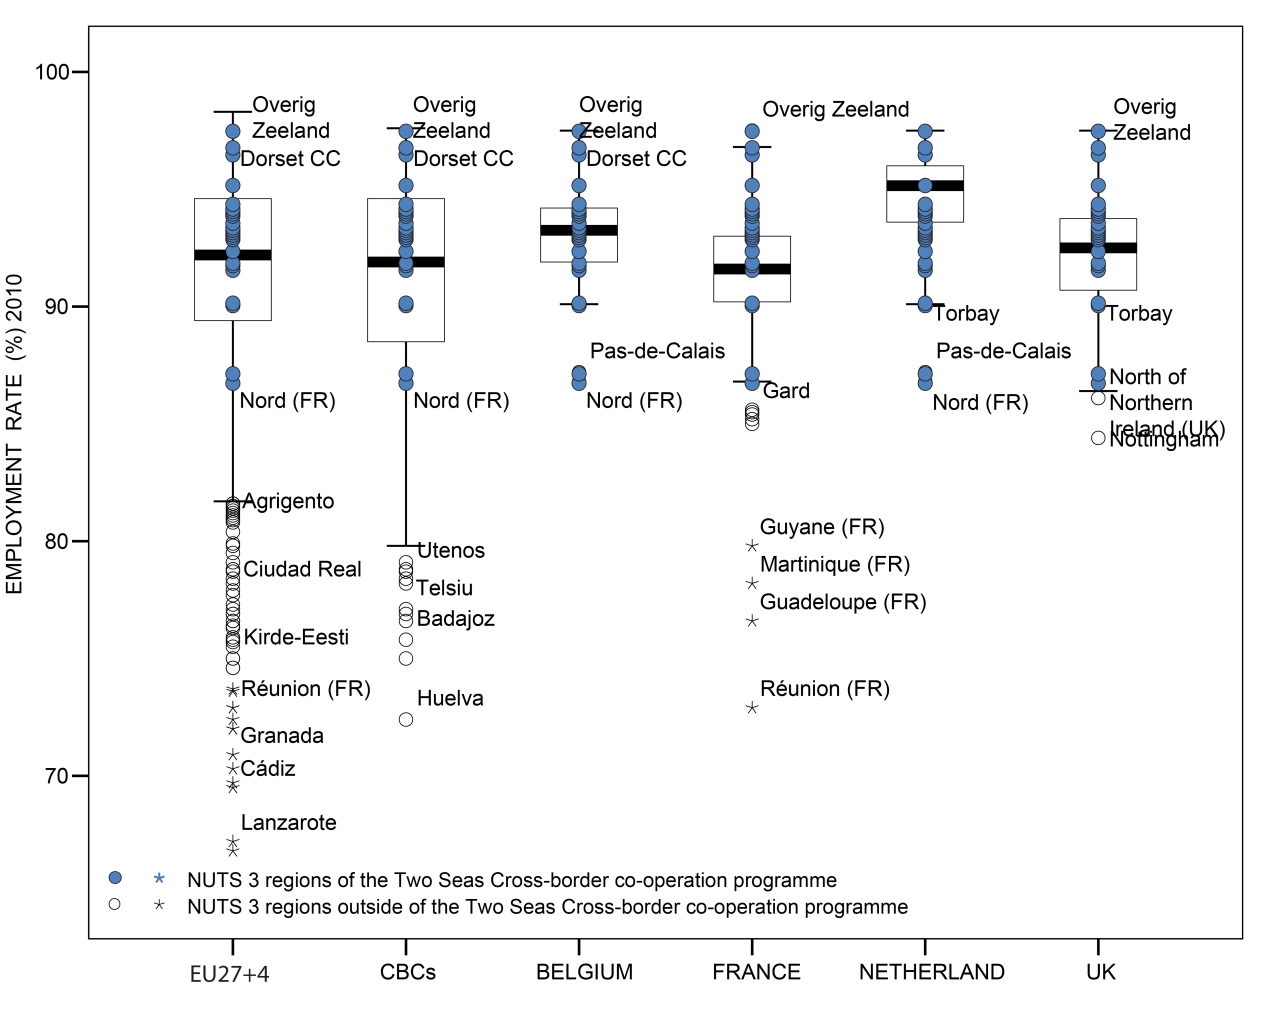 EMPLOYMENT RATE (%) 2010
100
90
80
70
Overig
Zeeland
Dorset CC
Nord (FR)
Agrigento
Ciudad Real
Kirde-Eesti
Réunion (FR)
Granada
Cádiz
Lanzarote
Overig
Zeeland
Dorset CC
Nord (FR)
Utenos
Telsiu
Badajoz
Huelva
Overig
Zeeland
Dorset CC
Pas-de-Calais
Nord (FR)
Overig Zeeland
Gard
Guyane (FR)
Martinique (FR)
Guadeloupe (FR)
Réunion (FR)
Torbay
Pas-de-Calais
Nord (FR)
Overig
Zeeland
Torbay
North of
Northern
Ireland (UK)
Nottingham
NUTS 3 regions of the Two Seas Cross-border co-operation programme
NUTS 3 regions outside of the Two Seas Cross-border co-operation programme
EU27+4
CBCs
BELGIUM
FRANCE
NETHERLAND
UK